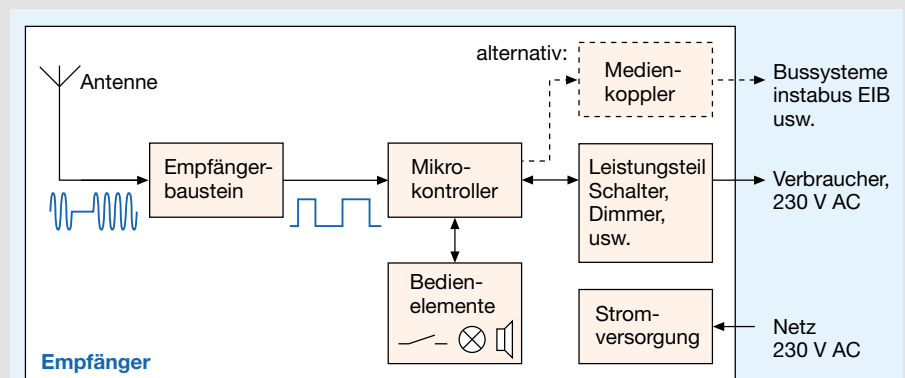 alternativ:
Antenne
Medien-
koppler
Bussysteme
instabus EIB
usw.
Empfänger-
baustein
Mikro-
kontroller
Leistungsteil
Schalter,
Dimmer,
usw.
Verbraucher,
230 V AC
Bedien-
elemente
Strom-
versorgung
Netz
230 V AC
Empfänger